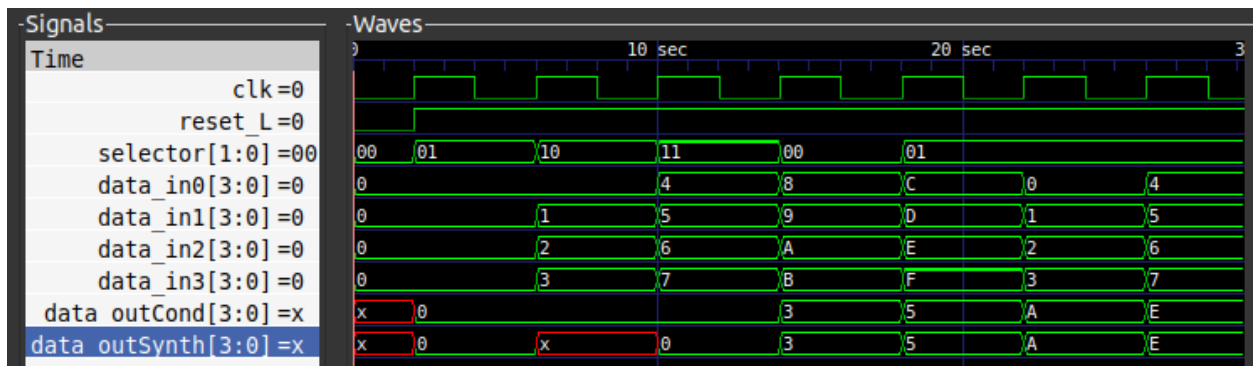 Signals
Waves
Time
0 10 sec 20 sec 3
clk=0
reset_L=0
selector[1:0]=00 00 01 10 11 00 01
data_in0[3:0]=0 0 4 8 C 0 4
data_in1[3:0]=0 0 1 5 9 D 1 5
data_in2[3:0]=0 0 2 6 A E 2 6
data_in3[3:0]=0 0 3 7 B F 3 7
data_outCond[3:0]=x x 0 3 5 A E
data_outSynth[3:0]=x x 0 x 0 3 5 A E